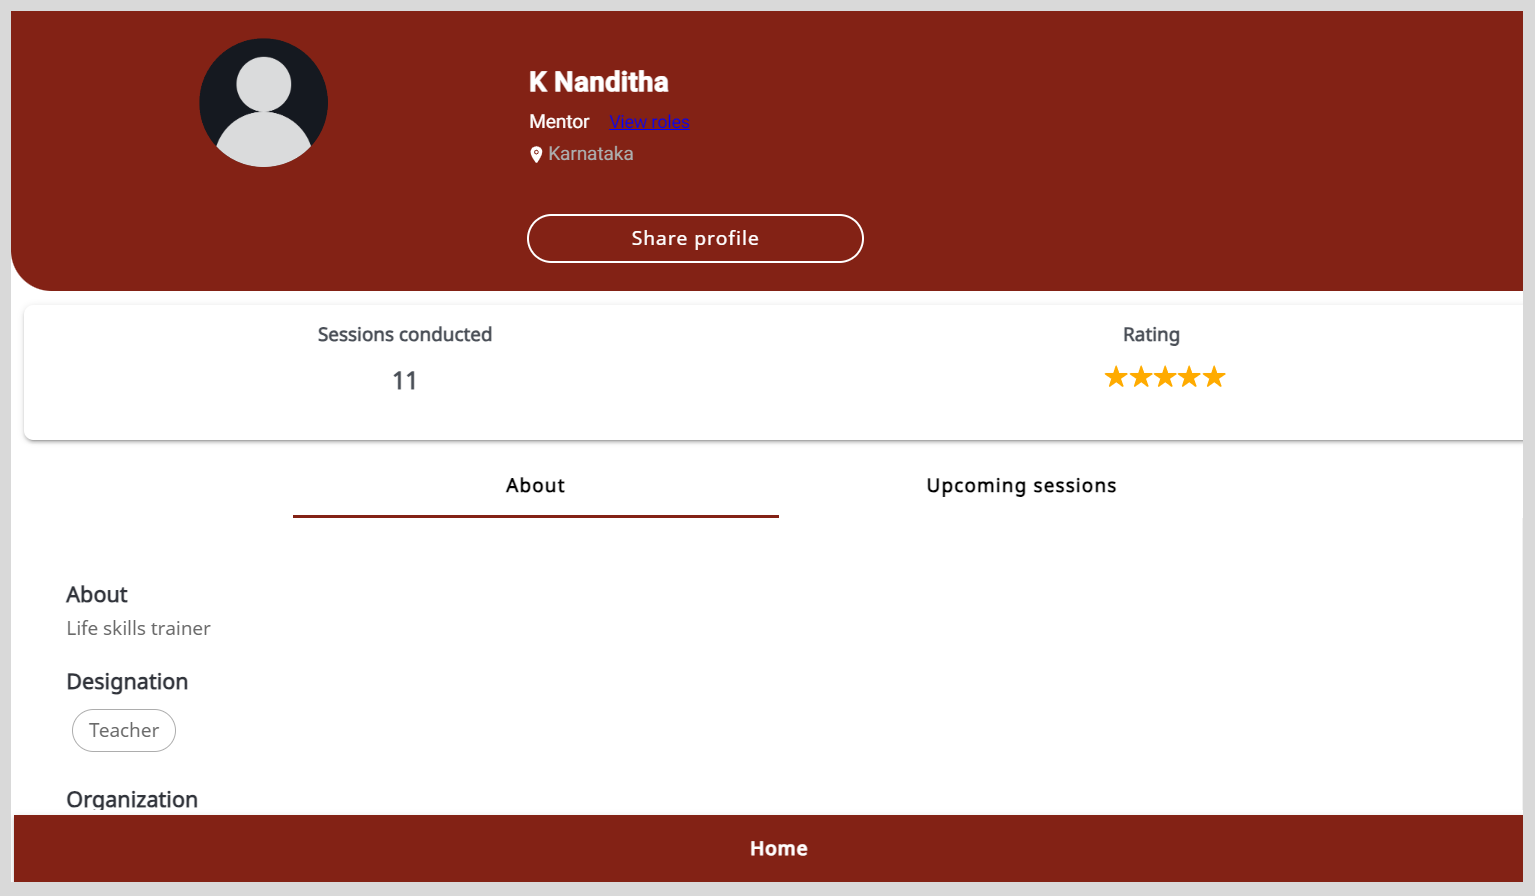 K Nanditha
Mentor View roles
Karnataka
Share profile
Sessions conducted
11
Rating
About
Upcoming sessions
About
Life skills trainer
Designation
Teacher
Organization
Home